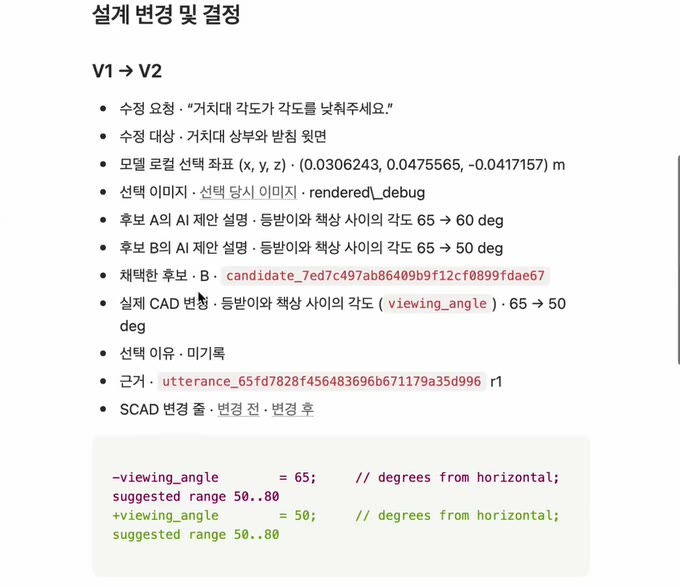 설계 변경 및 결정
V1 → V2
수정 요청 · “거치대 각도가 각도를 낮춰주세요.”
수정 대상 · 거치대 상부와 받침 윗면
모델 로컬 선택 좌표 (x, y, z) · (0.0306243, 0.0475565, -0.0417157) m
선택 이미지 · 선택 당시 이미지 · rendered\_debug
후보 A의 AI 제안 설명 · 등받이와 책상 사이의 각도 65 → 60 deg
후보 B의 AI 제안 설명 · 등받이와 책상 사이의 각도 65 → 50 deg
채택한 후보 · B · candidate_7ed7c497ab86409b9f12cf0899fdae67
실제 CAD 변경 · 등받이와 책상 사이의 각도 ( viewing_angle ) · 65 → 50
deg
선택 이유 · 미기록
근거 · utterance_65fd7828f456483696b671179a35d996 r1
SCAD 변경 줄 · 변경 전 · 변경 후
-viewing_angle = 65; // degrees from horizontal;
suggested range 50..80
+viewing_angle = 50; // degrees from horizontal;
suggested range 50..80